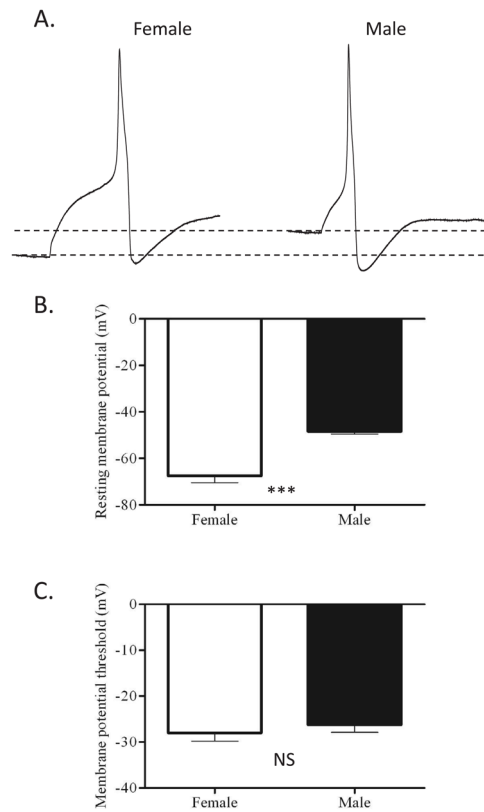 A.
Female
Male
B.
Resting membrane potential (mV)
0
-20
-40
-60
-80
***
Female
Male
C.
Membrane potential threshold (mV)
0
-10
-20
-30
-40
NS
Female
Male